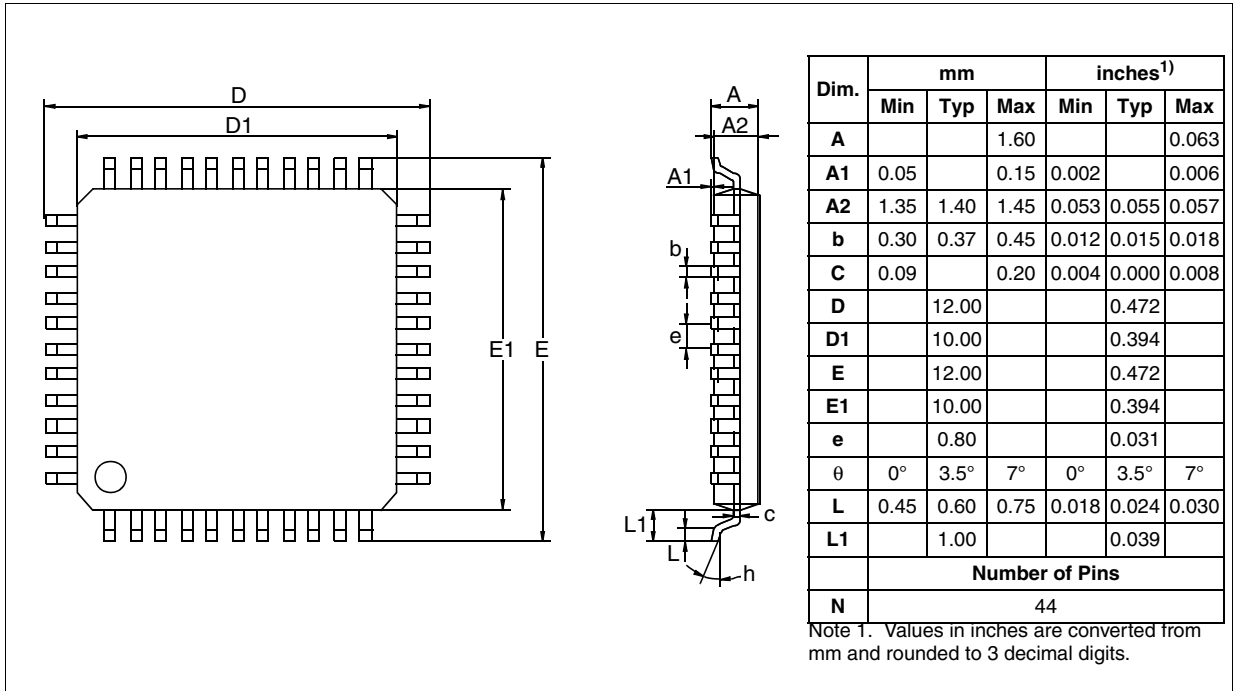 D
D1
E1 E
A
A2
A1
b
e
c
L1
L
h
Dim. mm inches1)
Min Typ Max Min Typ Max
A 1.60 0.063
A1 0.05 0.15 0.002 0.006
A2 1.35 1.40 1.45 0.053 0.055 0.057
b 0.30 0.37 0.45 0.012 0.015 0.018
C 0.09 0.20 0.004 0.000 0.008
D 12.00 0.472
D1 10.00 0.394
E 12.00 0.472
E1 10.00 0.394
e 0.80 0.031
θ 0° 3.5° 7° 0° 3.5° 7°
L 0.45 0.60 0.75 0.018 0.024 0.030
L1 1.00 0.039
Number of Pins
N 44
Note 1. Values in inches are converted from
mm and rounded to 3 decimal digits.